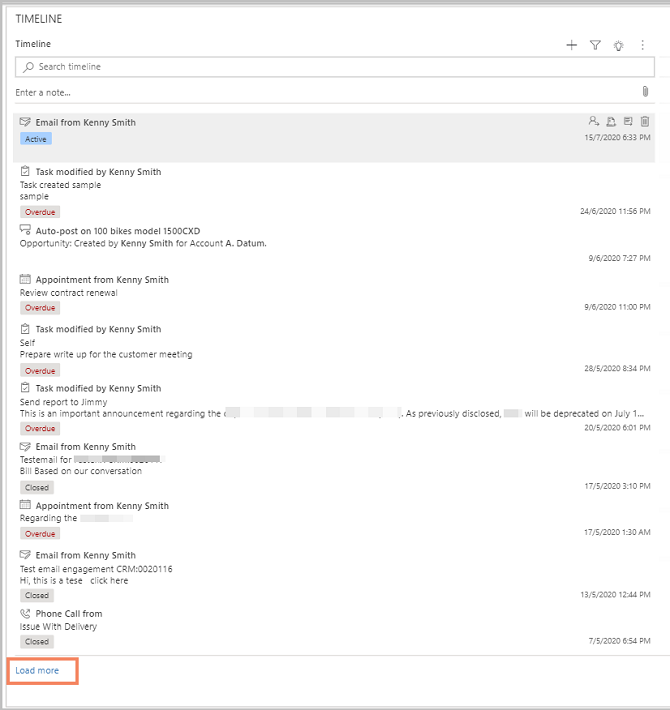 TIMELINE
Timeline
Search timeline
Enter a note...
Email from Kenny Smith
Active
15/7/2020 6:33 PM
Task modified by Kenny Smith
Task created sample
sample
Overdue
24/6/2020 11:56 PM
Auto-post on 100 bikes model 1500CXD
Opportunity: Created by Kenny Smith for Account A. Datum.
9/6/2020 7:27 PM
Appointment from Kenny Smith
Review contract renewal
Overdue
9/6/2020 11:00 PM
Task modified by Kenny Smith
Self
Prepare write up for the customer meeting
Overdue
28/5/2020 8:34 PM
Task modified by Kenny Smith
Send report to Jimmy
This is an important announcement regarding the . As previously disclosed, will be deprecated on July 1...
Overdue
20/5/2020 6:01 PM
Email from Kenny Smith
Testemail for
Bill Based on our conversation
Closed
17/5/2020 3:10 PM
Appointment from Kenny Smith
Regarding the
Overdue
17/5/2020 1:30 AM
Email from Kenny Smith
Test email engagement CRM:0020116
Hi, this is a tese click here
Closed
13/5/2020 12:44 PM
Phone Call from
Issue With Delivery
Closed
7/5/2020 6:54 PM
Load more